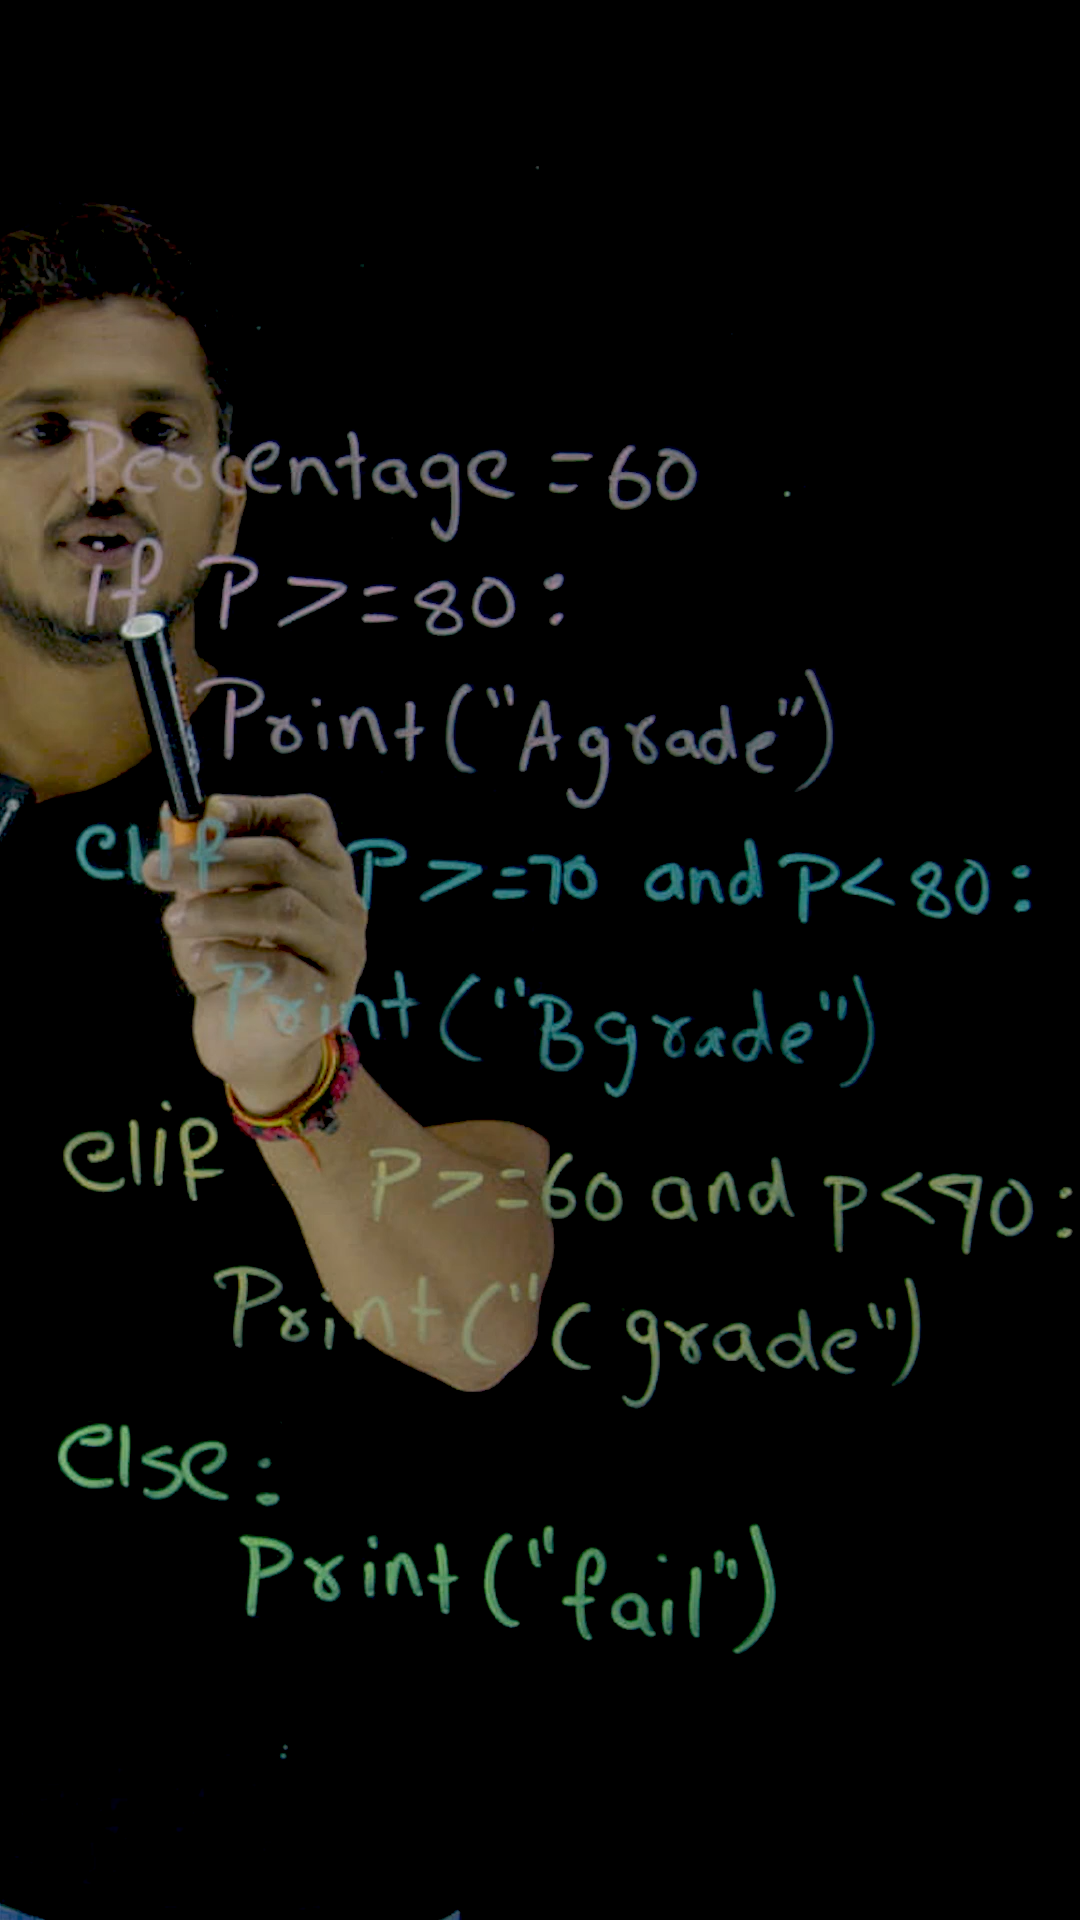 Percentage = 60
if P >= 80 :
Print ("A grade")
elif P >= 70 and P < 80 :
Print ("B grade")
elif P >= 60 and p < 70 :
Print ("C grade")
else :
Print ("fail")